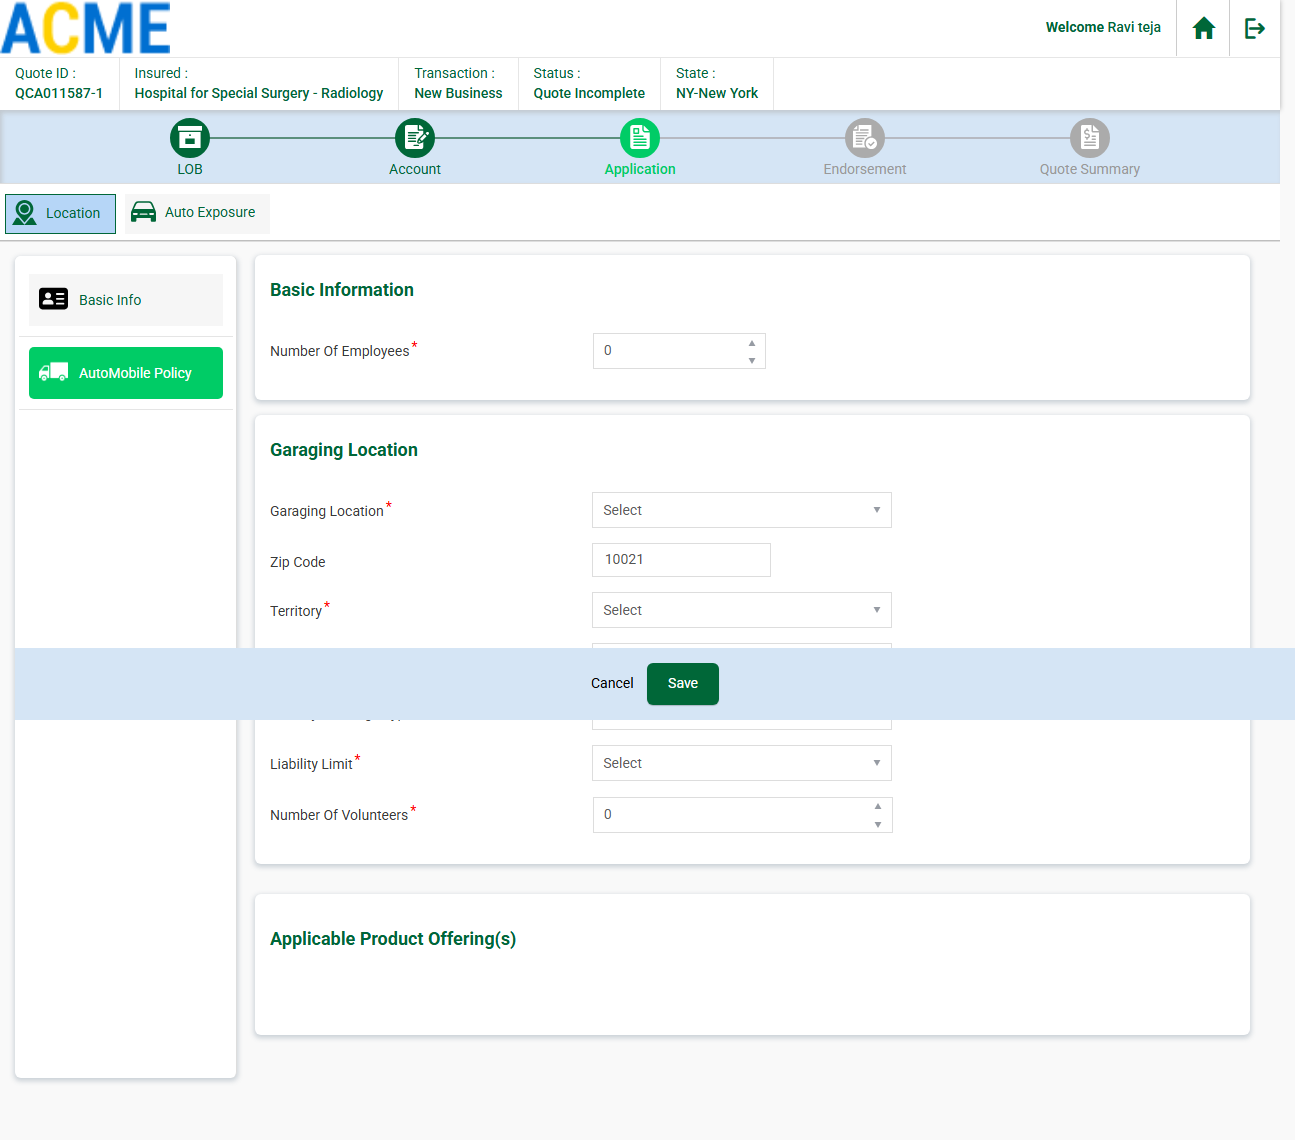 ACME
Welcome Ravi teja
Quote ID :
QCA011587-1
Insured :
Hospital for Special Surgery - Radiology
Transaction :
New Business
Status :
Quote Incomplete
State :
NY-New York
LOB
Account
Application
Endorsement
Quote Summary
Location
Auto Exposure
Basic Info
AutoMobile Policy
Basic Information
Number Of Employees*
0
Garaging Location
Garaging Location*
Select
Zip Code
10021
Territory*
Select
Cancel
Save
Liability Limit*
Select
Number Of Volunteers*
0
Applicable Product Offering(s)